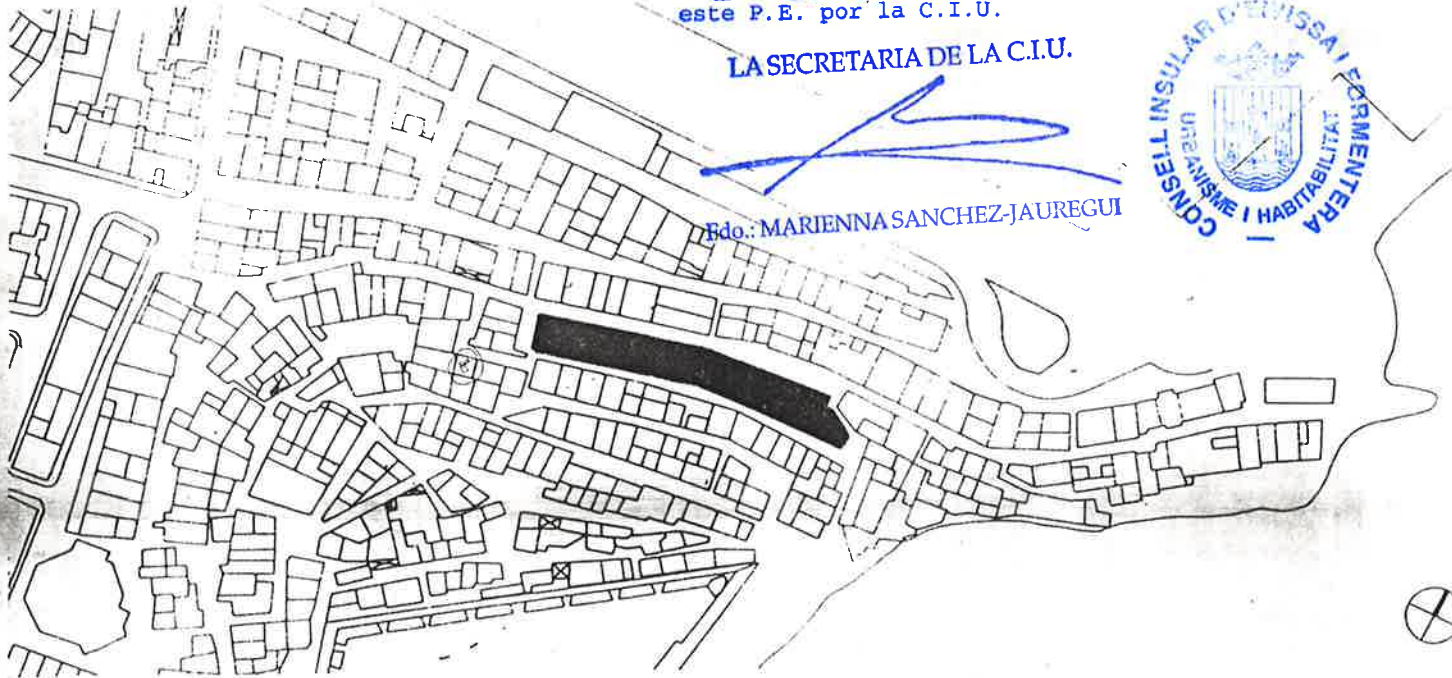 este P.E. por la C.I.U.
LA SECRETARIA DE LA C.I.U.
Fdo.: MARIENNA SANCHEZ-JAUREGUI
CONSELL INSULAR D'EIVISSA I FORMENTERA
URBANISME I HABITABILITAT